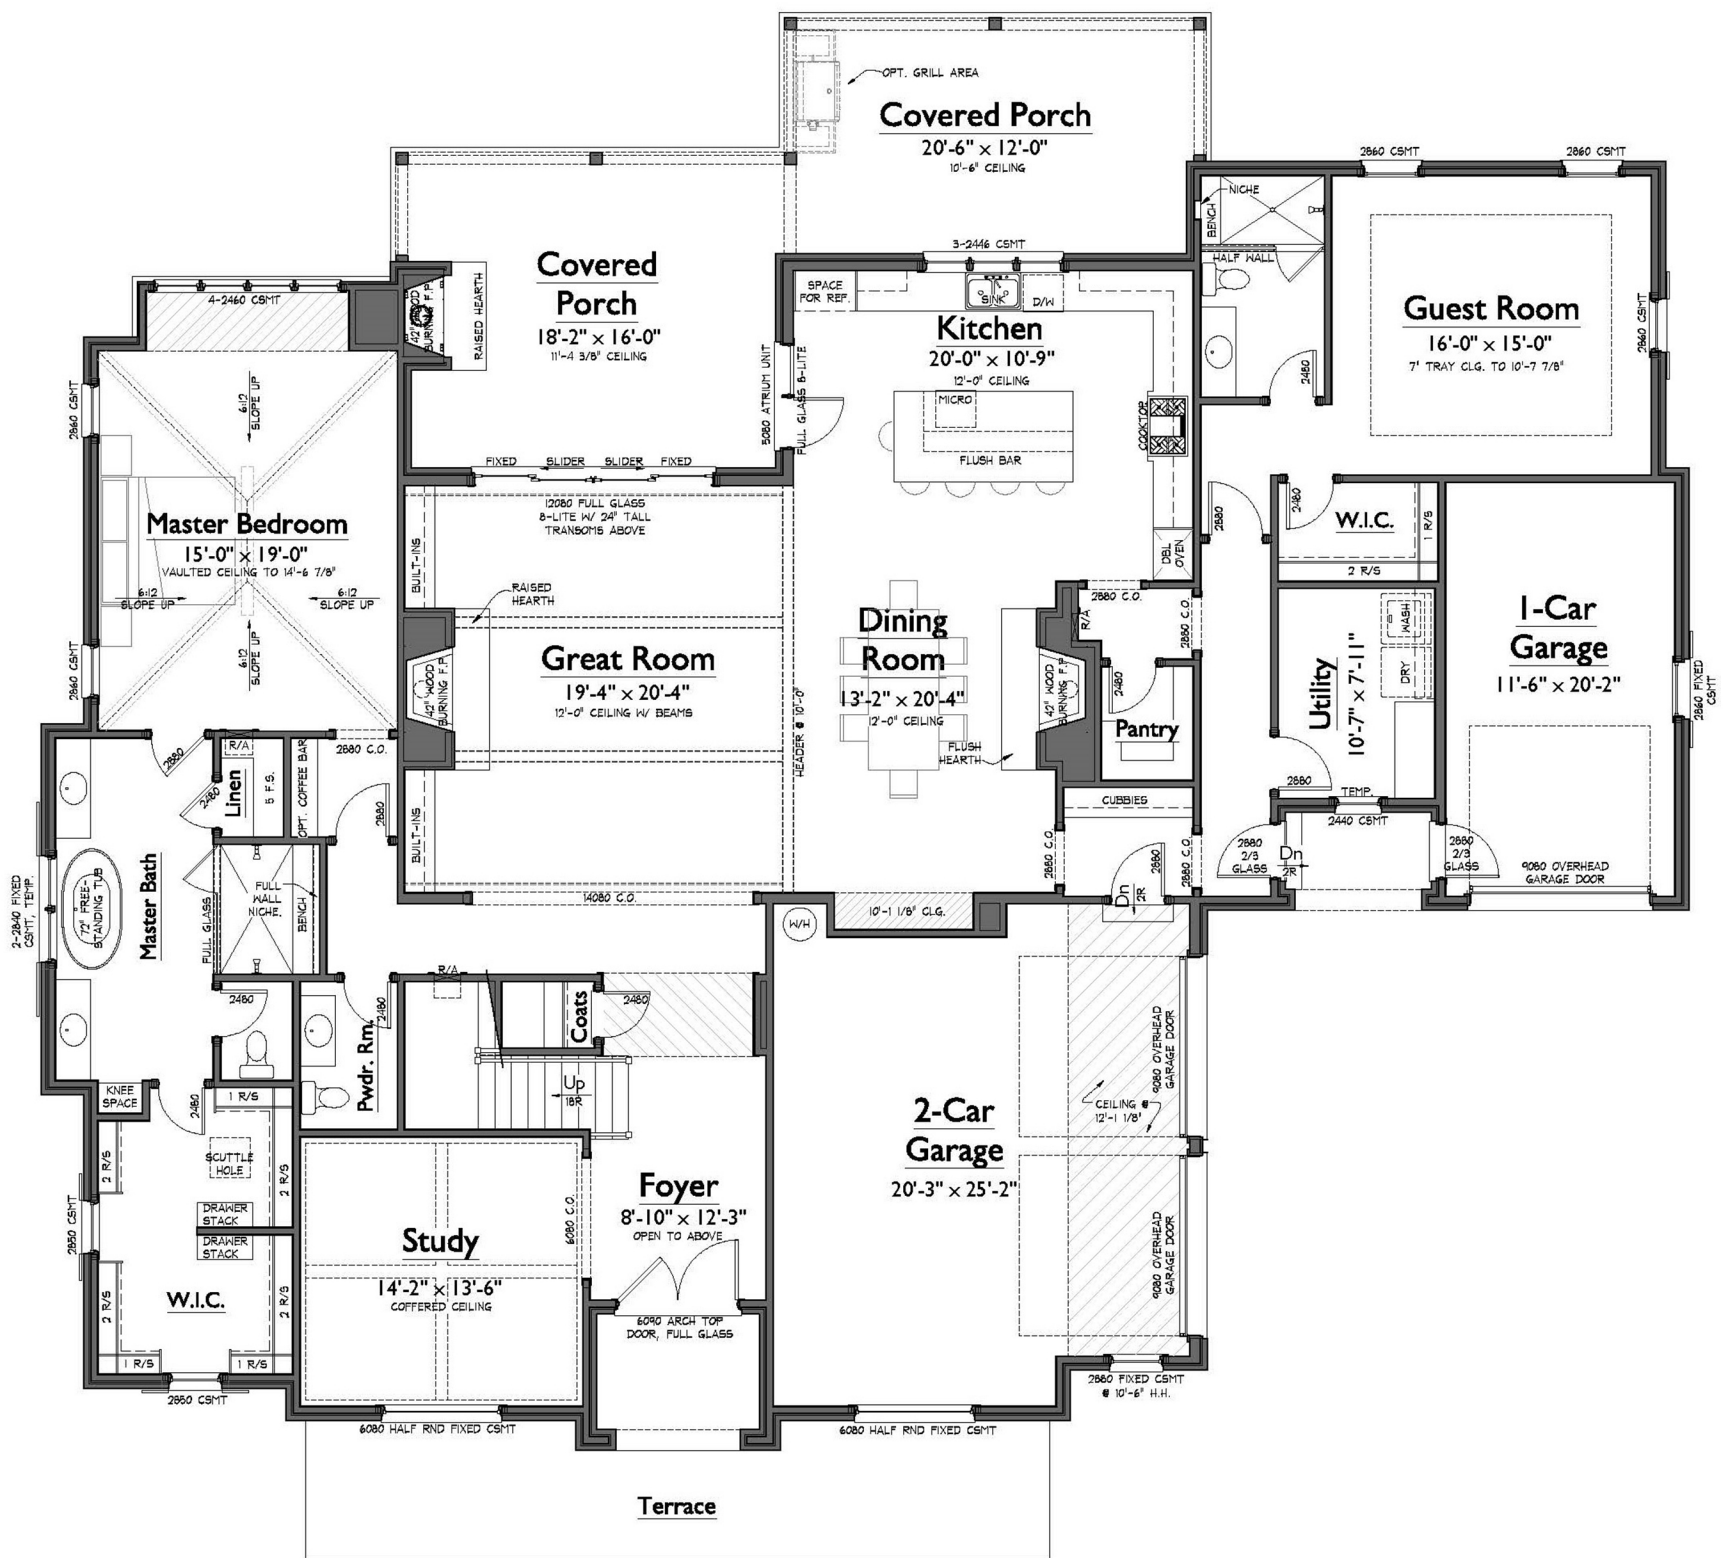 OPT. GRILL AREA
Covered Porch
20'-6" x 12'-0"
10'-6" CEILING
2860 CSMT
2860 CSMT
NICHE
BENCH
HALF WALL
3-2446 CSMT
Covered
Porch
18'-2" x 16'-0"
11'-4 3/8" CEILING
RAISED HEARTH
42" WOOD
BURNING F.P.
4-2460 CSMT
SPACE
FOR REF.
SINK
D/W
Kitchen
20'-0" x 10'-9"
12'-0" CEILING
MICRO
FLUSH BAR
COOKTOP
5080 ATRIUM UNIT
FULL GLASS 8-LITE
Guest Room
16'-0" x 15'-0"
7' TRAY CLG. TO 10'-7 7/8"
2860 CSMT
2480
2860 CSMT
6:12
SLOPE UP
FIXED
SLIDER
SLIDER
FIXED
12080 FULL GLASS
8-LITE W/ 24" TALL
TRANSOMS ABOVE
Master Bedroom
15'-0" x 19'-0"
VAULTED CEILING TO 14'-6 7/8"
6:12
SLOPE UP
6:12
SLOPE UP
6:12
SLOPE UP
2860 CSMT
BUILT-INS
RAISED
HEARTH
DBL
OVEN
2880
2480
W.I.C.
1 R/S
2 R/S
2880 C.O.
R/A
2880 C.O.
Great Room
19'-4" x 20'-4"
12'-0" CEILING W/ BEAMS
42" WOOD
BURNING F.P.
HEADER @ 10'-0"
Dining
Room
13'-2" x 20'-4"
12'-0" CEILING
FLUSH
HEARTH
42" WOOD
BURNING F.P.
2480
Pantry
WASH
DRY
Utility
10'-7" x 7'-11"
1-Car
Garage
11'-6" x 20'-2"
2860 FIXED
CSMT
2880
R/A
2880 C.O.
2480
Linen
5 F.S.
OPT. COFFEE BAR
2880
BUILT-INS
CUBBIES
2880
TEMP.
2440 CSMT
2880
2/3
GLASS
Dn
2R
2880
2/3
GLASS
9080 OVERHEAD
GARAGE DOOR
2880 C.O.
2880
2880 C.O.
Dn
2R
2-2840 FIXED
CSMT, TEMP.
72" FREE-
STANDING TUB
Master Bath
FULL GLASS
FULL
WALL
NICHE.
BENCH
14080 C.O.
W/H
10'-1 1/8" CLG.
R/A
2480
2480
Coats
2480
Pwdr. Rm.
Up
18R
KNEE
SPACE
2480
1 R/S
SCUTTLE
HOLE
2 R/S
2 R/S
DRAWER
STACK
DRAWER
STACK
2850 CSMT
W.I.C.
2 R/S
2 R/S
1 R/S
1 R/S
2850 CSMT
Study
14'-2" x 13'-6"
COFFERED CEILING
6080 C.O.
Foyer
8'-10" x 12'-3"
OPEN TO ABOVE
6090 ARCH TOP
DOOR, FULL GLASS
2-Car
Garage
20'-3" x 25'-2"
9080 OVERHEAD
GARAGE DOOR
CEILING @
12'-1 1/8'
9080 OVERHEAD
GARAGE DOOR
2880 FIXED CSMT
@ 10'-6" H.H.
6080 HALF RND FIXED CSMT
6080 HALF RND FIXED CSMT
Terrace